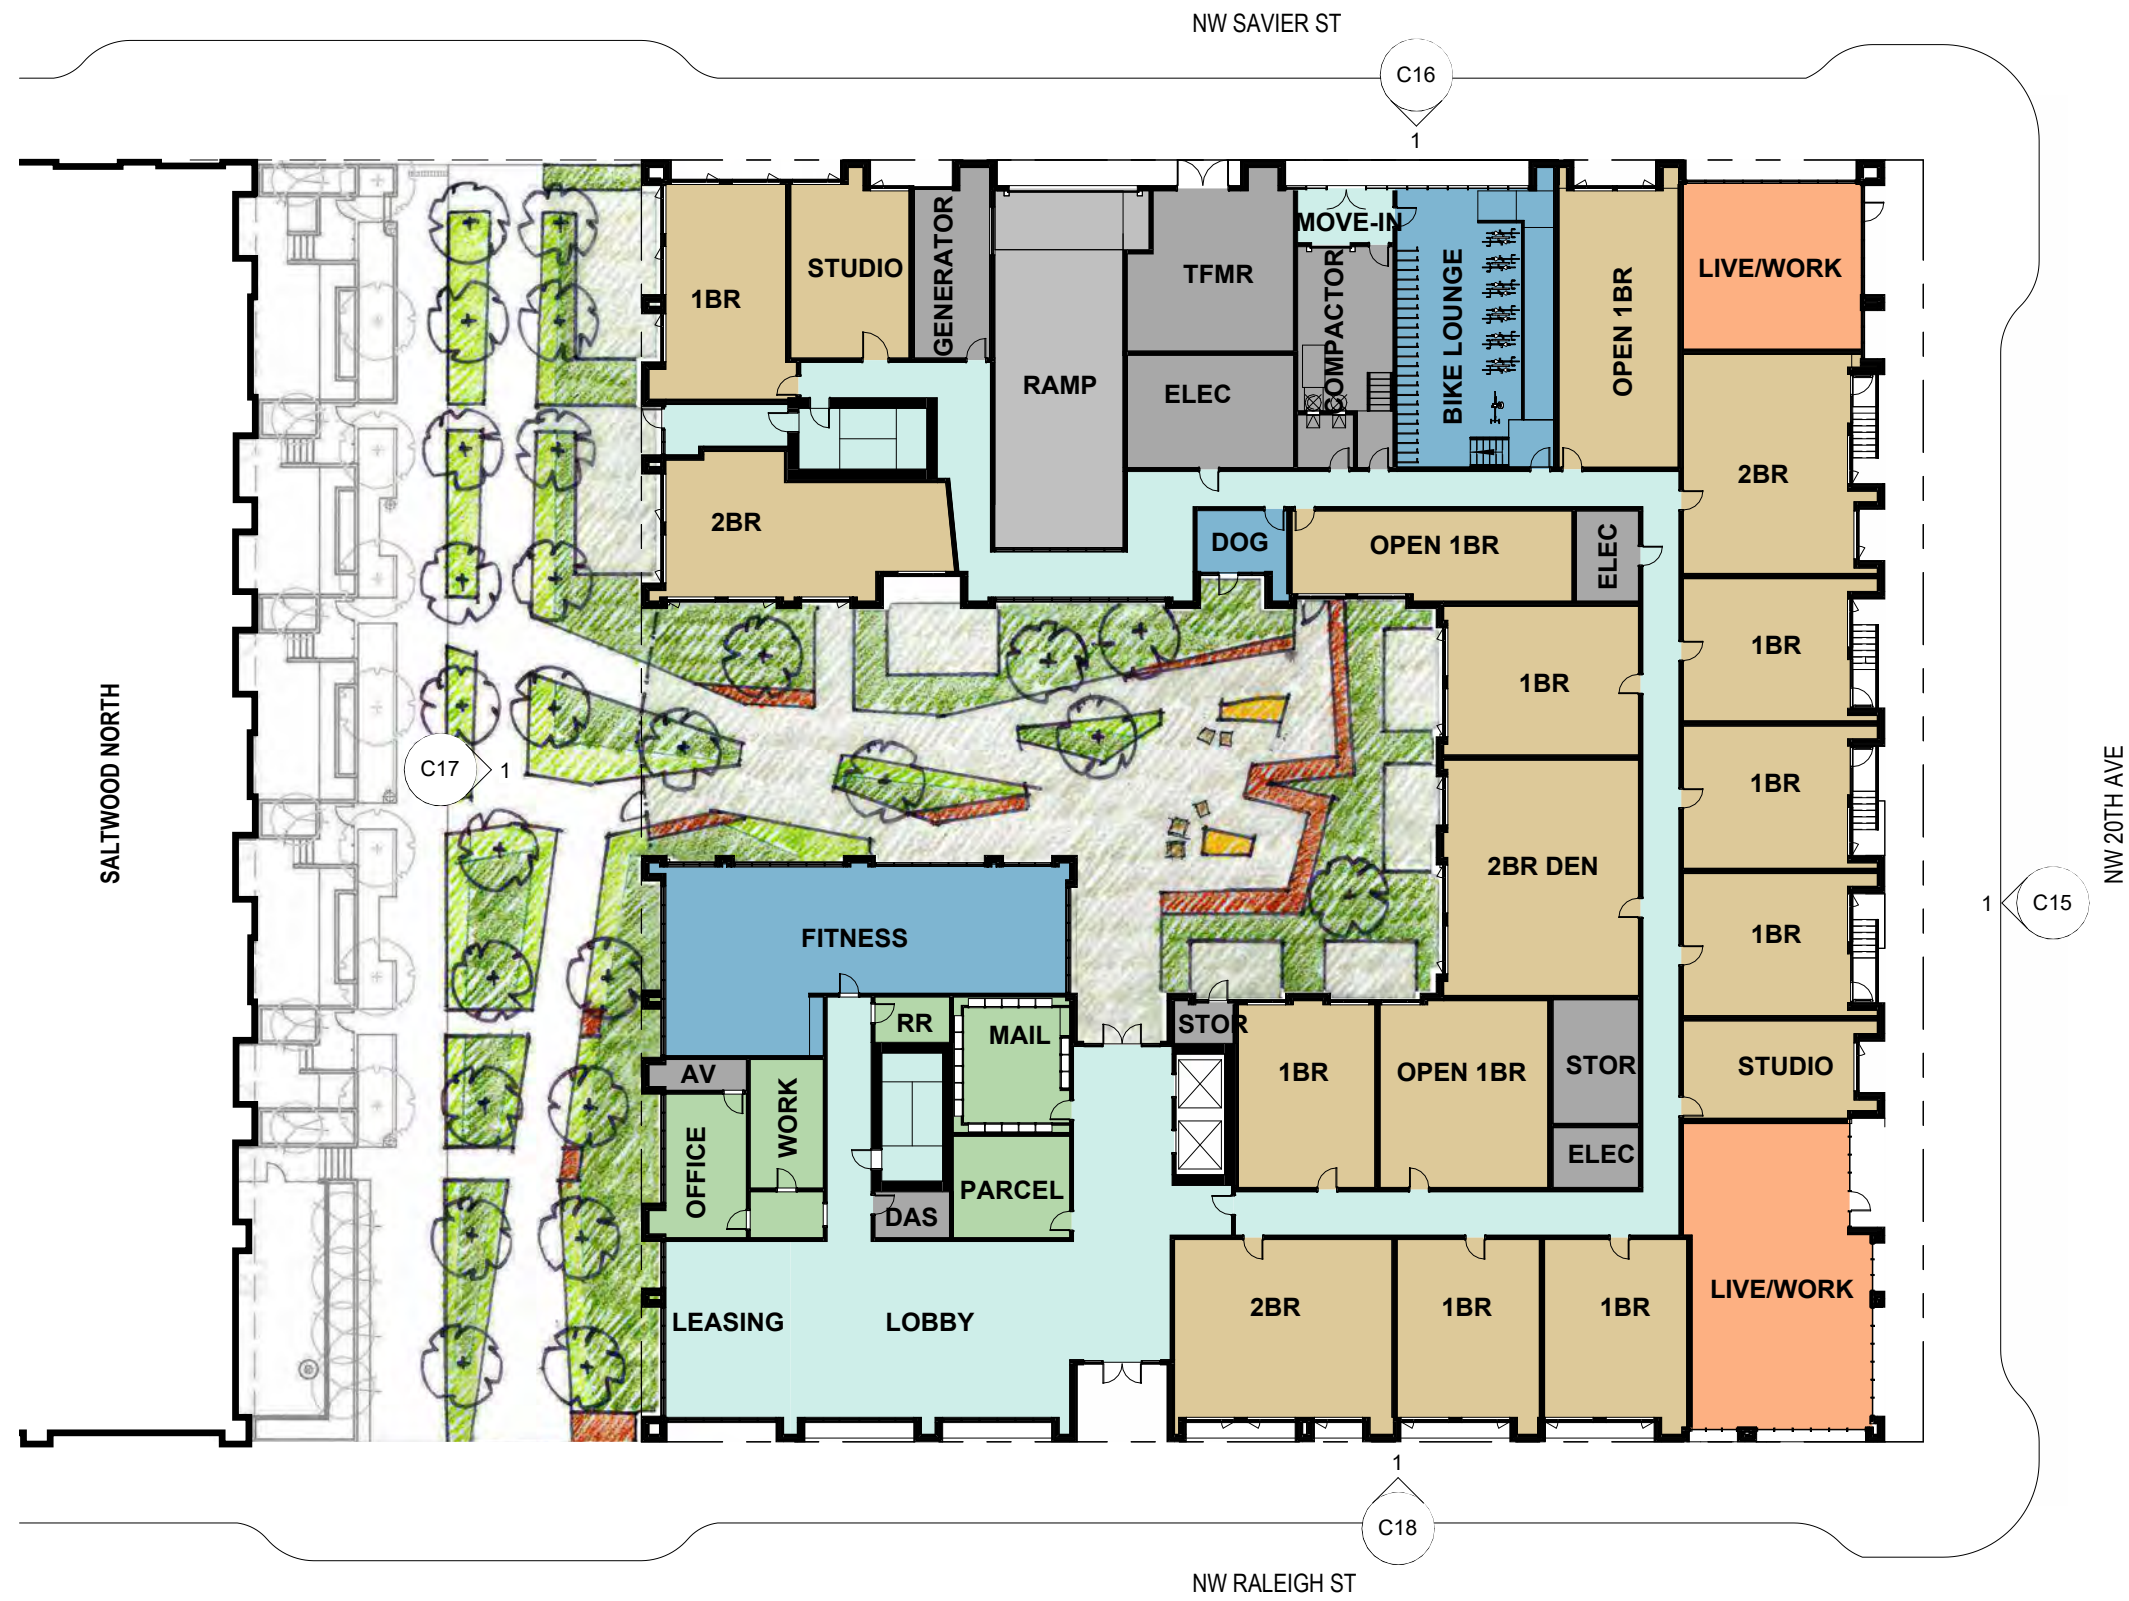 NW SAVIER ST
C16
1
MOVE-IN
GENERATOR
BIKE LOUNGE
STUDIO
TFMR
LIVE/WORK
1BR
COMPACTOR
OPEN 1BR
RAMP
ELEC
2BR
2BR
DOG
OPEN 1BR
ELEC
1BR
1BR
SALTWOOD NORTH
C17
1
1BR
NW 20TH AVE
2BR DEN
1
C15
FITNESS
1BR
RR
MAIL
STOR
AV
WORK
1BR
OPEN 1BR
STOR
STUDIO
OFFICE
ELEC
PARCEL
DAS
LEASING
LOBBY
2BR
1BR
1BR
LIVE/WORK
1
C18
NW RALEIGH ST